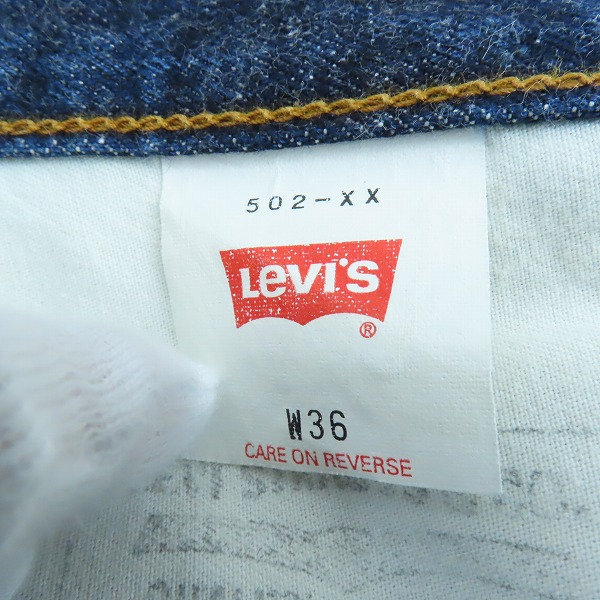 502-XX
Levi's
®
W36
CARE ON REVERSE